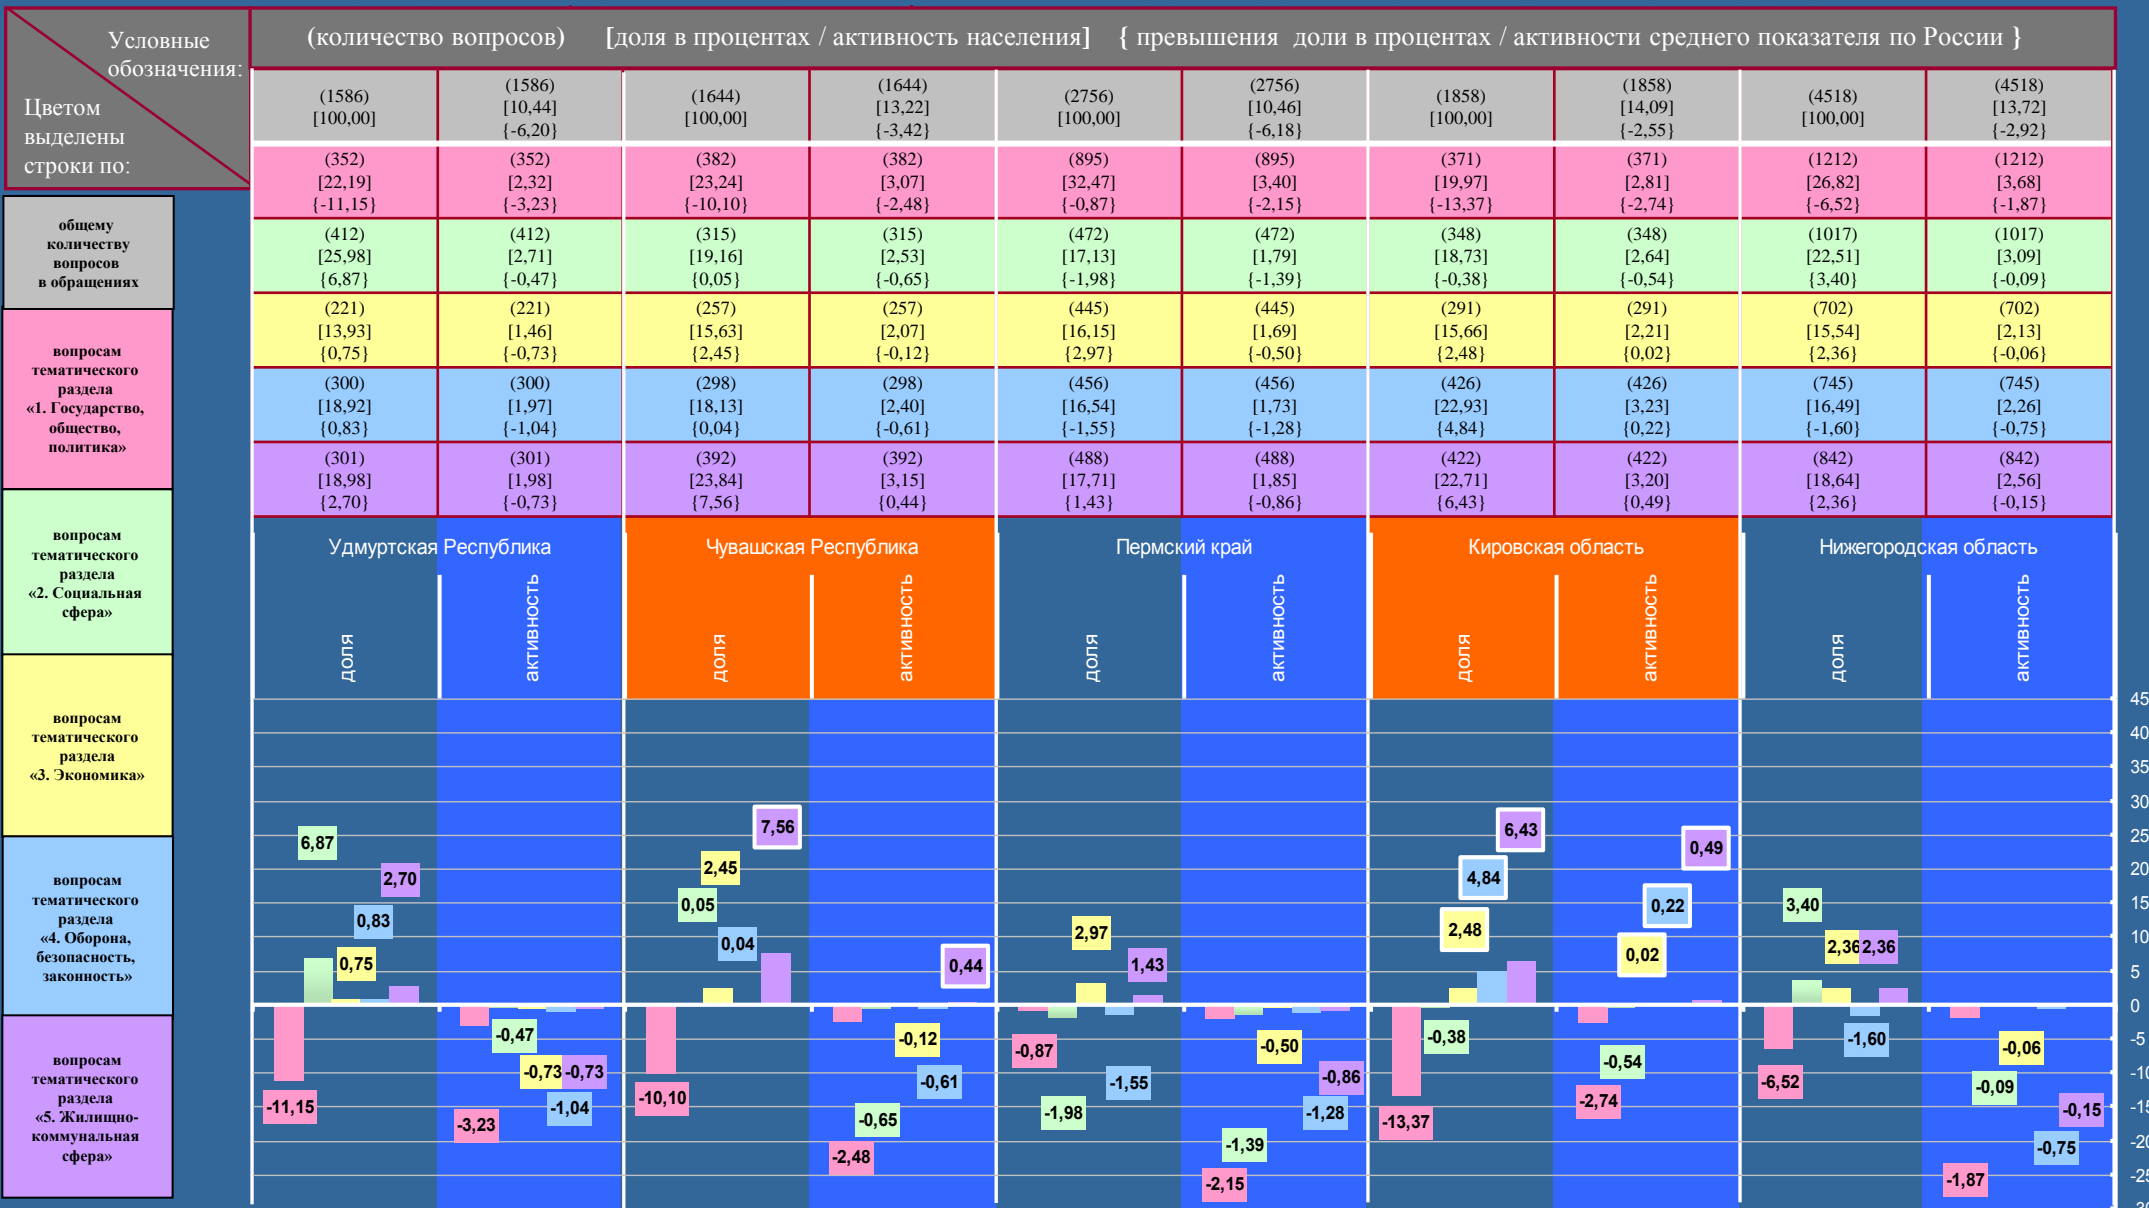 Условные
обозначения:
Цветом
выделены
строки по:
(количество вопросов) [доля в процентах / активность населения] { превышения доли в процентах / активности среднего показателя по России }
(1586) (1586) (1644) (1644) (2756) (2756) (1858) (1858) (4518) (4518)
[100,00] [10,44] [100,00] [13,22] [100,00] [10,46] [100,00] [14,09] [100,00] [13,72]
{-6,20} {-3,42} {-6,18} {-2,55} {-2,92}
(352) (352) (382) (382) (895) (895) (371) (371) (1212) (1212)
[22,19] [2,32] [23,24] [3,07] [32,47] [3,40] [19,97] [2,81] [26,82] [3,68]
{-11,15} {-3,23} {-10,10} {-2,48} {-0,87} {-2,15} {-13,37} {-2,74} {-6,52} {-1,87}
(412) (412) (315) (315) (472) (472) (348) (348) (1017) (1017)
[25,98] [2,71] [19,16] [2,53] [17,13] [1,79] [18,73] [2,64] [22,51] [3,09]
{6,87} {-0,47} {0,05} {-0,65} {-1,98} {-1,39} {-0,38} {-0,54} {3,40} {-0,09}
(221) (221) (257) (257) (445) (445) (291) (291) (702) (702)
[13,93] [1,46] [15,63] [2,07] [16,15] [1,69] [15,66] [2,21] [15,54] [2,13]
{0,75} {-0,73} {2,45} {-0,12} {2,97} {-0,50} {2,48} {0,02} {2,36} {-0,06}
(300) (300) (298) (298) (456) (456) (426) (426) (745) (745)
[18,92] [1,97] [18,13] [2,40] [16,54] [1,73] [22,93] [3,23] [16,49] [2,26]
{0,83} {-1,04} {0,04} {-0,61} {-1,55} {-1,28} {4,84} {0,22} {-1,60} {-0,75}
(301) (301) (392) (392) (488) (488) (422) (422) (842) (842)
[18,98] [1,98] [23,84] [3,15] [17,71] [1,85] [22,71] [3,20] [18,64] [2,56]
{2,70} {-0,73} {7,56} {0,44} {1,43} {-0,86} {6,43} {0,49} {2,36} {-0,15}
общему
количеству
вопросов
в обращениях
вопросам
тематического
раздела
«1. Государство,
общество,
политика»
вопросам
тематического
раздела
«2. Социальная
сфера»
вопросам
тематического
раздела
«3. Экономика»
вопросам
тематического
раздела
«4. Оборона,
безопасность,
законность»
вопросам
тематического
раздела
«5. Жилищно-
коммунальная
сфера»
Удмуртская Республика Чувашская Республика Пермский край Кировская область Нижегородская область
доля активность доля активность доля активность доля активность доля активность
6,87
2,70
0,83
0,75
-11,15
-0,47
-0,73 -0,73
-1,04
-3,23
7,56
2,45
0,05
0,04
-10,10
0,44
-0,12
-0,61
-0,65
-2,48
2,97
1,43
-0,87
-1,55
-1,98
-0,50
-0,86
-1,28
-1,39
-2,15
6,43
4,84
2,48
-0,38
-13,37
0,49
0,22
0,02
-0,54
-2,74
3,40
2,36 2,36
-1,60
-6,52
-0,06
-0,09
-0,15
-0,75
-1,87
45
40
35
30
25
20
15
10
5
0
-5
-10
-15
-20
-25